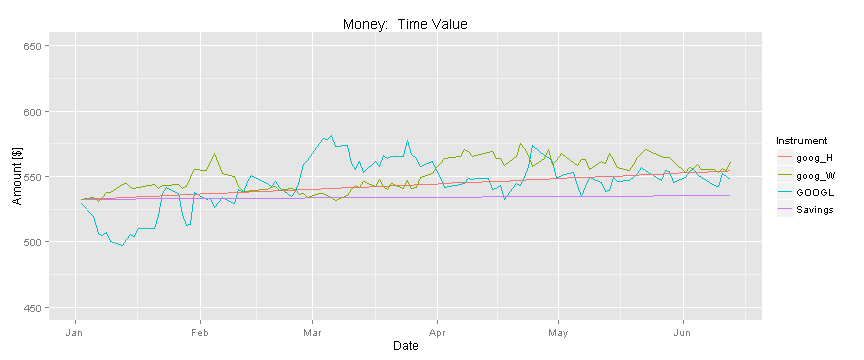 Money:  Time Value
Amount [$]
650
600
550
500
450
Jan Feb Mar Apr May Jun
Date
Instrument
goog_H
goog_W
GOOGL
Savings